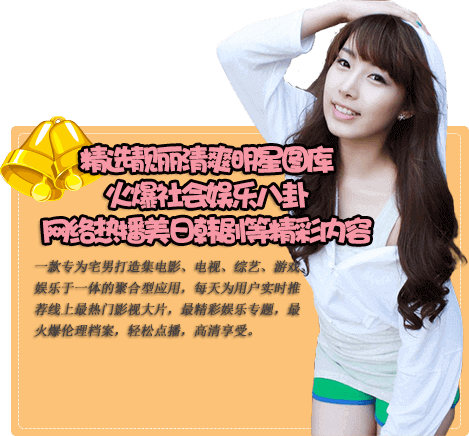 精选靓丽清爽明星图库
火爆社会娱乐八卦
网络热播美日韩剧等精彩内容
一款专为宅男打造集电影、电视、综艺、游戏、
娱乐于一体的聚合型应用，每天为用户实时推
荐线上最热门影视大片，最精彩娱乐专题，最
火爆伦理档案，轻松点播，高清享受。